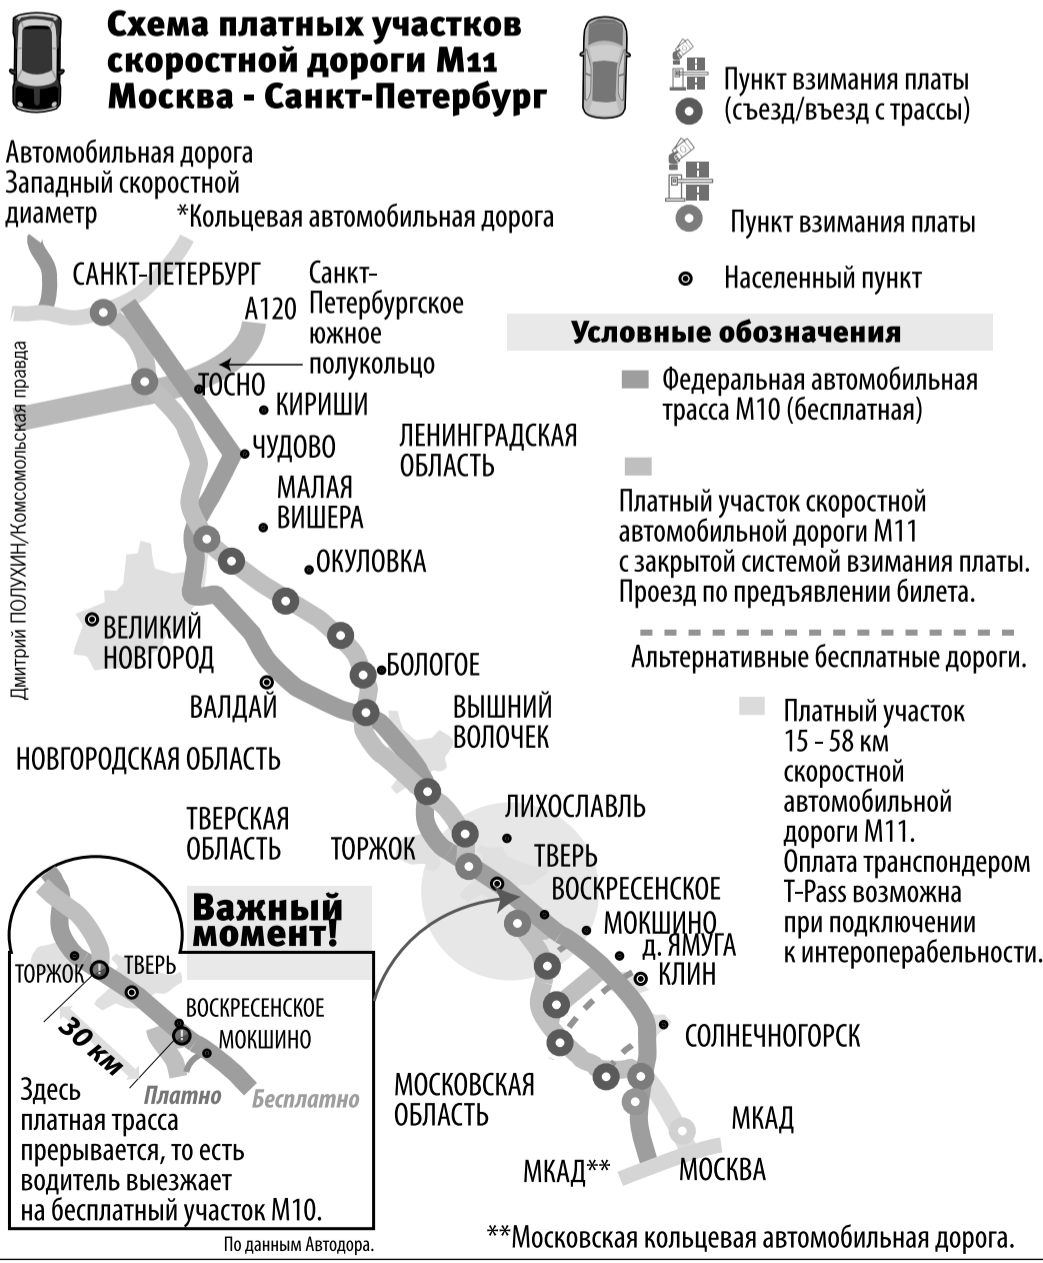 Схема платных участков
скоростной дороги М11
Москва - Санкт-Петербург
Пункт взимания платы
(съезд/въезд с трассы)
Пункт взимания платы
Населенный пункт
Автомобильная дорога
Западный скоростной
диаметр
*Кольцевая автомобильная дорога
САНКТ-ПЕТЕРБУРГ
А120
Санкт-
Петербургское
южное
полукольцо
Условные обозначения
Федеральная автомобильная
трасса М10 (бесплатная)
Платный участок скоростной
автомобильной дороги М11
с закрытой системой взимания платы.
Проезд по предъявлении билета.
Альтернативные бесплатные дороги.
Платный участок
15 - 58 км
скоростной
автомобильной
дороги М11.
Оплата транспондером
T-Pass возможна
при подключении
к интероперабельности.
Дмитрий ПОЛУХИН/Комсомольская правда
ТОСНО
КИРИШИ
ЧУДОВО
ЛЕНИНГРАДСКАЯ
ОБЛАСТЬ
МАЛАЯ
ВИШЕРА
ОКУЛОВКА
ВЕЛИКИЙ
НОВГОРОД
БОЛОГОЕ
ВАЛДАЙ
ВЫШНИЙ
ВОЛОЧЕК
НОВГОРОДСКАЯ ОБЛАСТЬ
ЛИХОСЛАВЛЬ
ТВЕРСКАЯ
ОБЛАСТЬ
ТОРЖОК
ТВЕРЬ
ВОСКРЕСЕНСКОЕ
МОКШИНО
д. ЯМУГА
КЛИН
СОЛНЕЧНОГОРСК
МОСКОВСКАЯ
ОБЛАСТЬ
МКАД
МКАД**
МОСКВА
Важный
момент!
ТОРЖОК
ТВЕРЬ
ВОСКРЕСЕНСКОЕ
МОКШИНО
30 км
Платно
Бесплатно
Здесь
платная трасса
прерывается, то есть
водитель выезжает
на бесплатный участок М10.
По данным Автодора.
**Московская кольцевая автомобильная дорога.